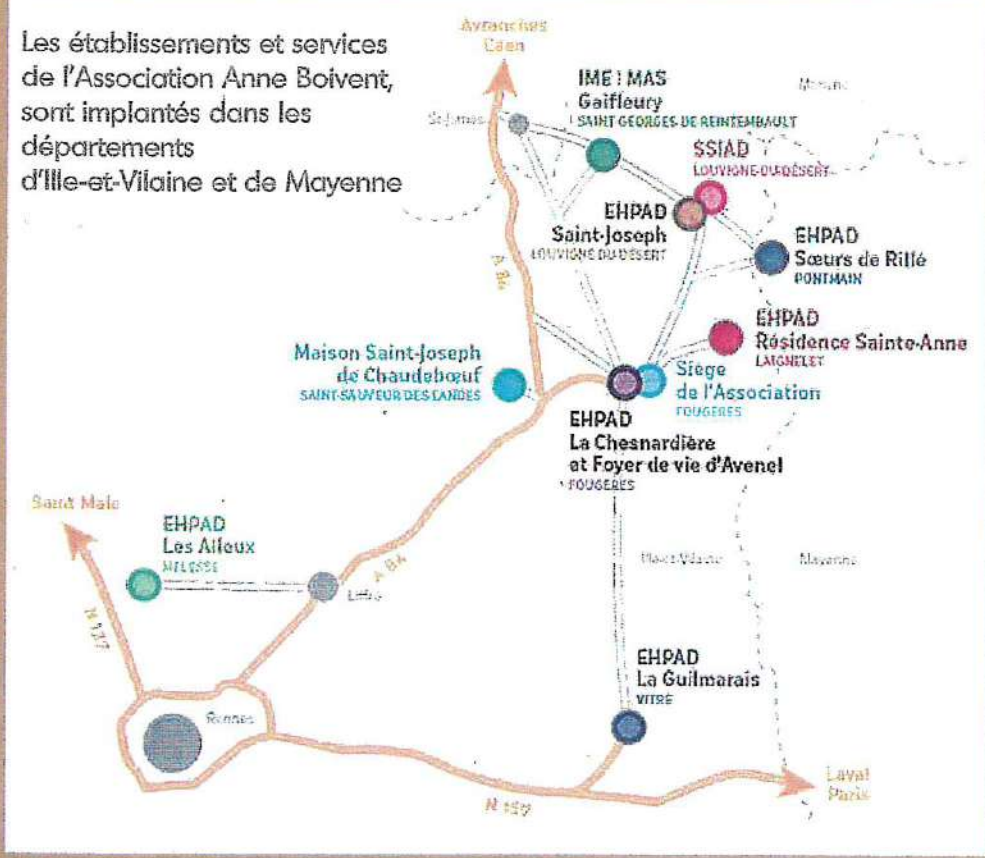 Les établissements et services
de l'Association Anne Boivent,
sont implantés dans les
départements
d'Ille-et-Vilaine et de Mayenne
Avranches
Caen
Manche
IME | MAS
Gaifleury
SAINT GEORGES DE REINTEMBAULT
St James
SSIAD
LOUVIGNE-DU-DÉSERT
EHPAD
Saint-Joseph
LOUVIGNE DU DÉSERT
EHPAD
Sœurs de Rillé
PONTMAIN
A 84
EHPAD
Résidence Sainte-Anne
LAIGNELET
Maison Saint-Joseph
de Chaudebœuf
SAINT-SAUVEUR DES LANDES
Siège
de l'Association
FOUGERES
EHPAD
La Chesnardière
et Foyer de vie d'Avenel
FOUGERES
Saint Malo
EHPAD
Les Alleux
MELESSE
A 84
Liffré
Mayenne
N 137
EHPAD
La Guilmarais
VITRE
Rennes
Laval
Paris
N 157